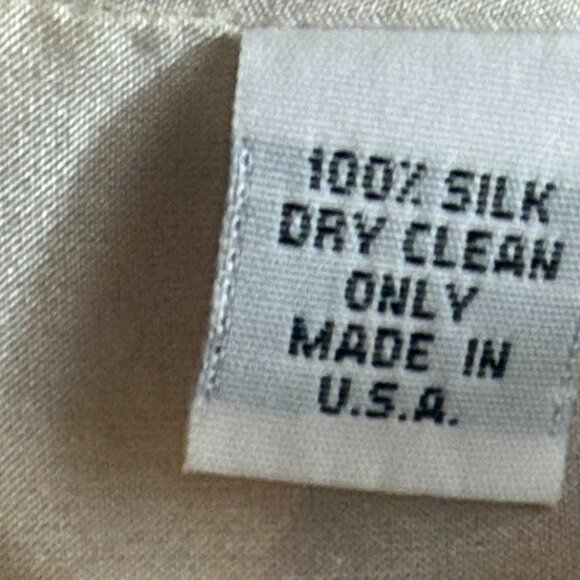 100% SILK
DRY CLEAN
ONLY
MADE IN
U.S.A.